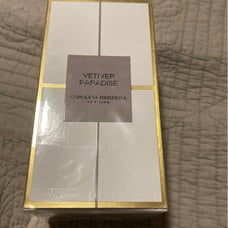 VETIVER
PARADISE
CAROLINA HERRERA
NEW YORK